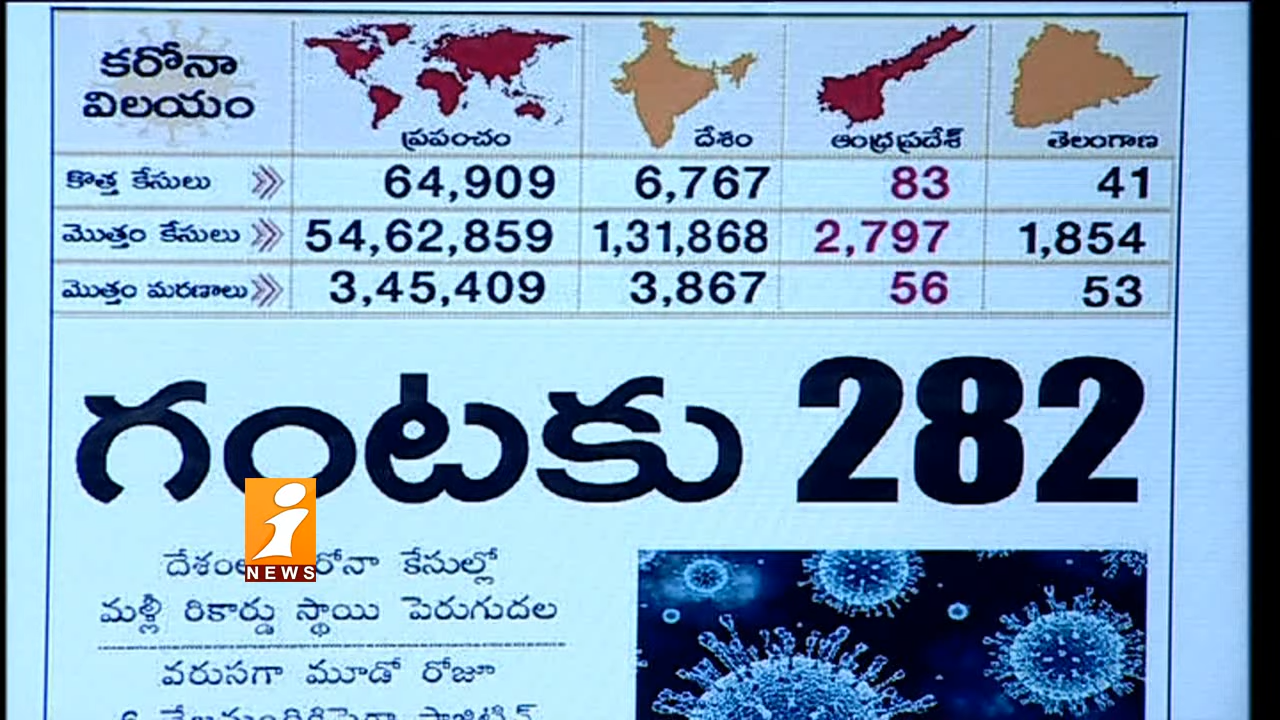 కరోనా
విలయం
ప్రపంచం దేశం ఆంధ్రప్రదేశ్ తెలంగాణ
కొత్త కేసులు 64,909 6,767 83 41
మొత్తం కేసులు 54,62,859 1,31,868 2,797 1,854
మొత్తం మరణాలు 3,45,409 3,867 56 53
గంటకు 282
కేసుల్లో
మళ్లీ రికార్డు స్థాయి పెరుగుదల
వరుసగా మూడో రోజూ
i
NEWS